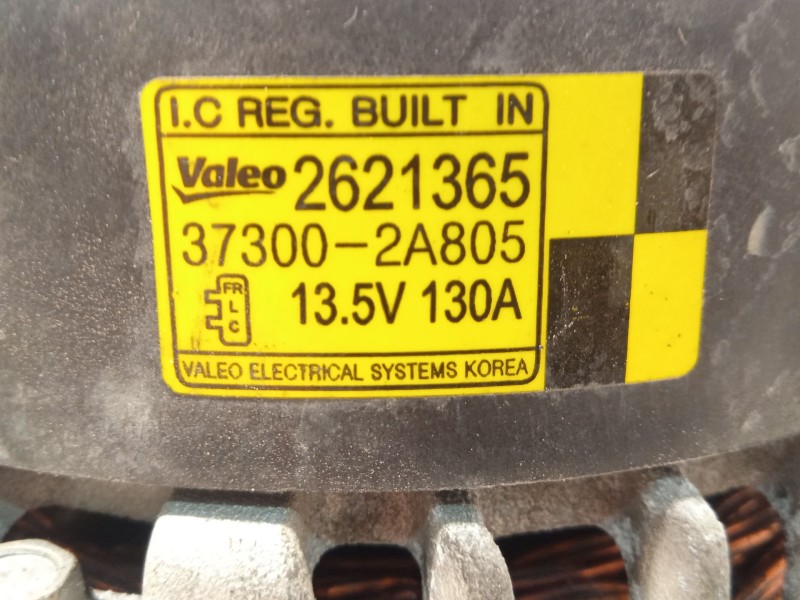 I.C REG. BUILT IN
Valeo 2621365
37300-2A805
FR
L
C
13.5V 130A
VALEO ELECTRICAL SYSTEMS KOREA